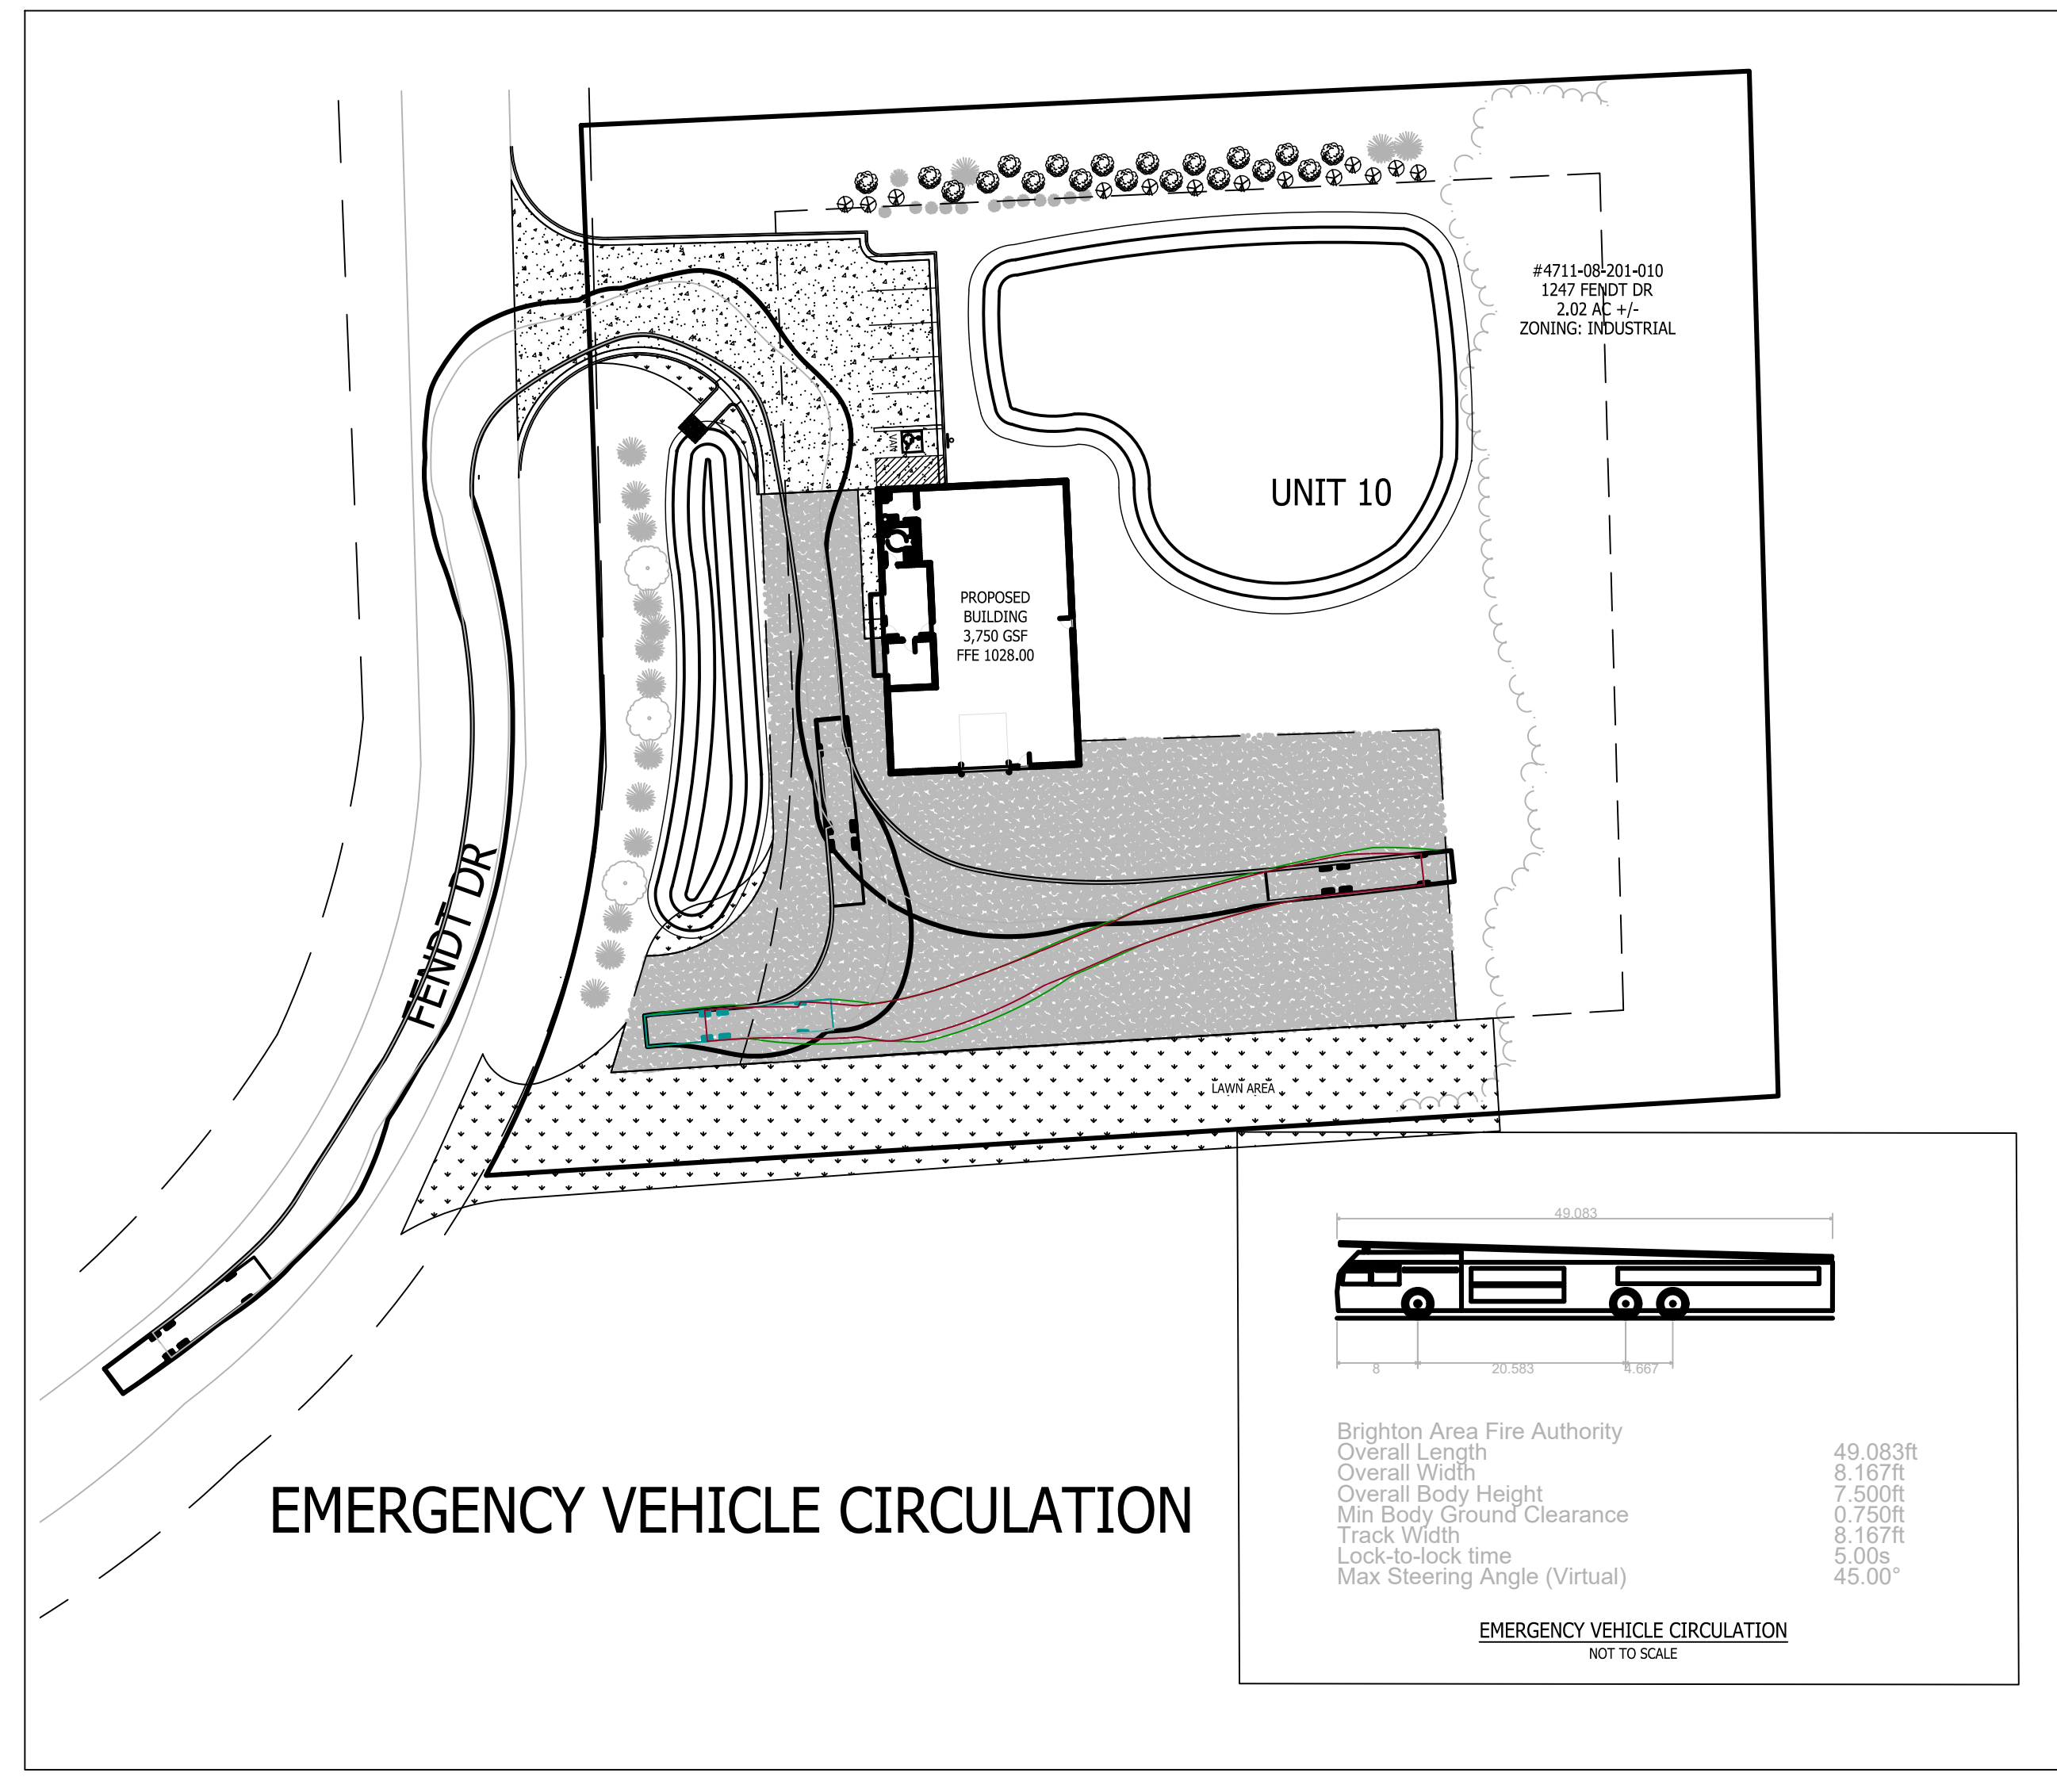 #4711-08-201-010
1247 FENDT DR
2.02 AC +/-
ZONING: INDUSTRIAL
VAN
UNIT 10
PROPOSED
BUILDING
3,750 GSF
FFE 1028.00
FENDT DR
LAWN AREA
49.083
8
20.583
4.667
Brighton Area Fire Authority
Overall Length 49.083ft
Overall Width 8.167ft
Overall Body Height 7.500ft
Min Body Ground Clearance 0.750ft
Track Width 8.167ft
Lock-to-lock time 5.00s
Max Steering Angle (Virtual) 45.00°
EMERGENCY VEHICLE CIRCULATION
NOT TO SCALE
EMERGENCY VEHICLE CIRCULATION